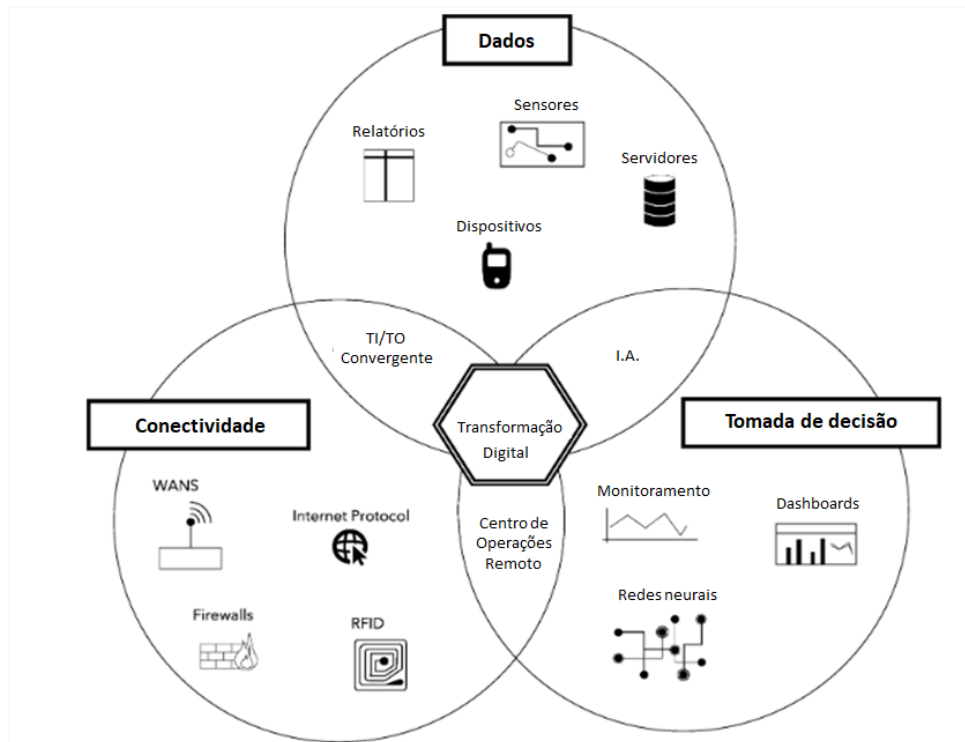 Dados
Sensores
Relatórios
Servidores
Dispositivos
TI/TO
Convergente
I.A.
Transformação
Digital
Conectividade
Tomada de decisão
WANS
Internet Protocol
Firewalls
RFID
Centro de
Operações
Remoto
Monitoramento
Dashboards
Redes neurais